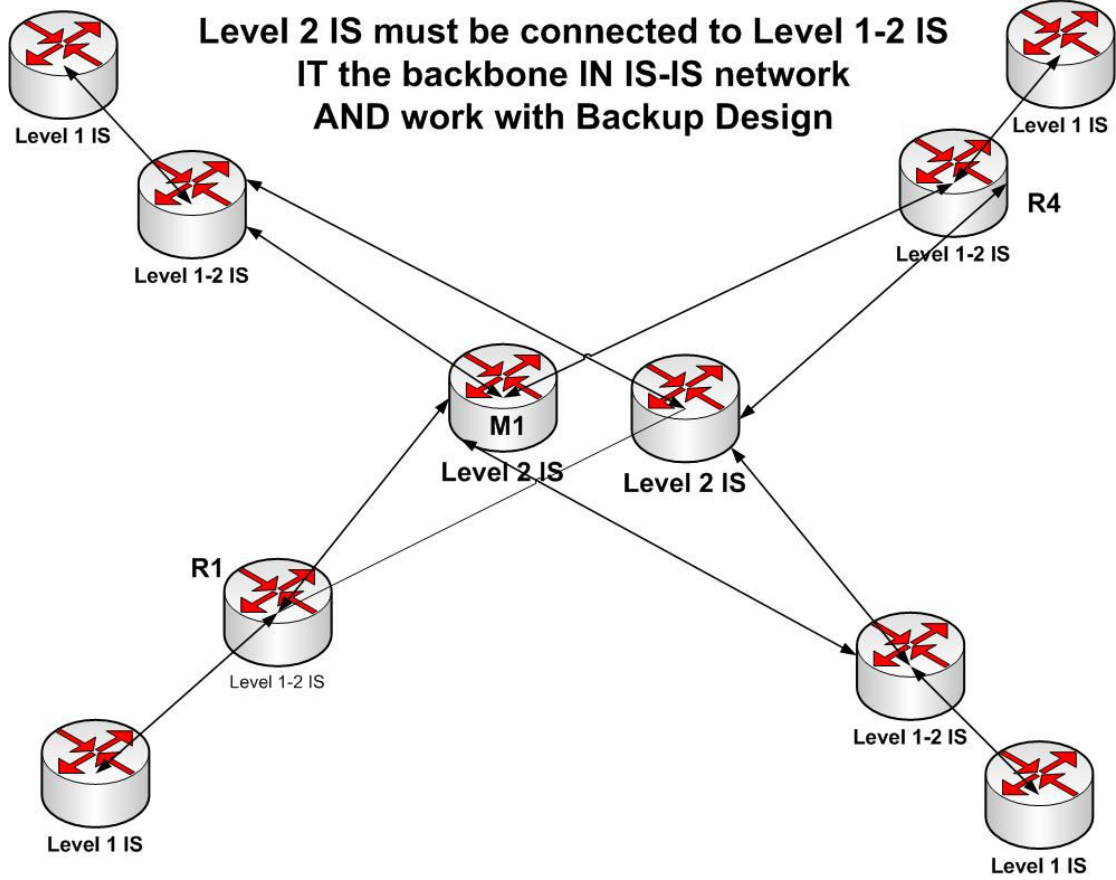 Level 2 IS must be connected to Level 1-2 IS
IT the backbone IN IS-IS network
AND work with Backup Design
Level 1 IS
Level 1 IS
Level 1-2 IS
R4
Level 1-2 IS
M1
Level 2 IS
Level 2 IS
R1
Level 1-2 IS
Level 1-2 IS
Level 1 IS
Level 1 IS